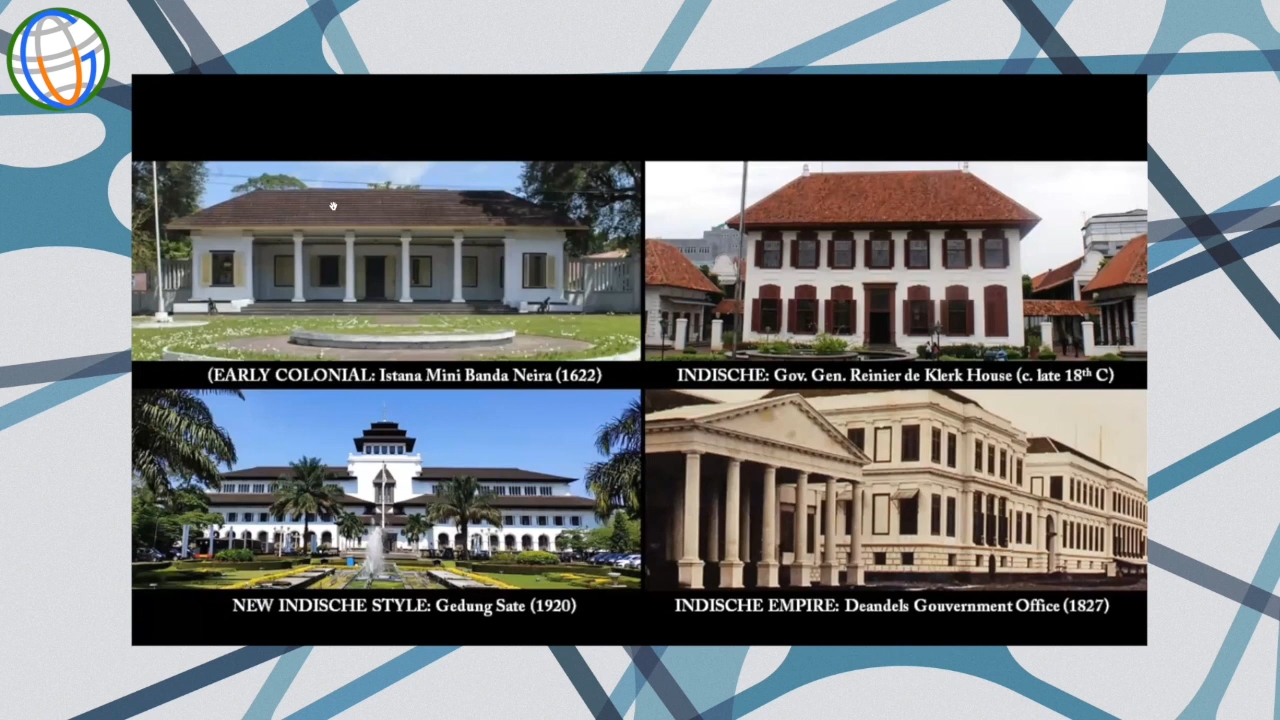 (EARLY COLONIAL: Istana Mini Banda Neira (1622)
INDISCHE: Gov. Gen. Reinier de Klerk House (c. late 18th C)
NEW INDISCHE STYLE: Gedung Sate (1920)
INDISCHE EMPIRE: Deandels Gouvernment Office (1827)